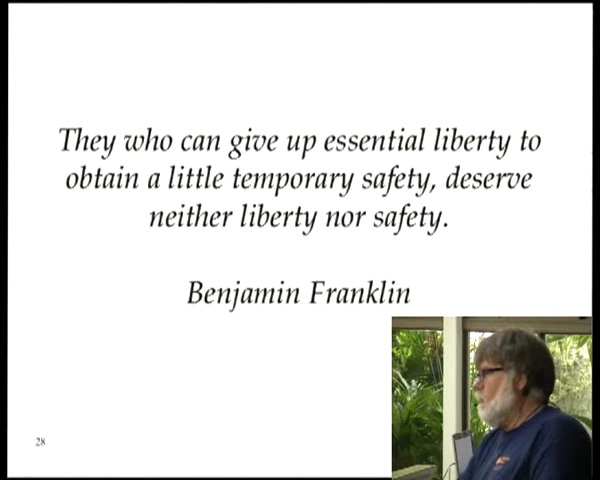 They who can give up essential liberty to
obtain a little temporary safety, deserve
neither liberty nor safety.
Benjamin Franklin
28